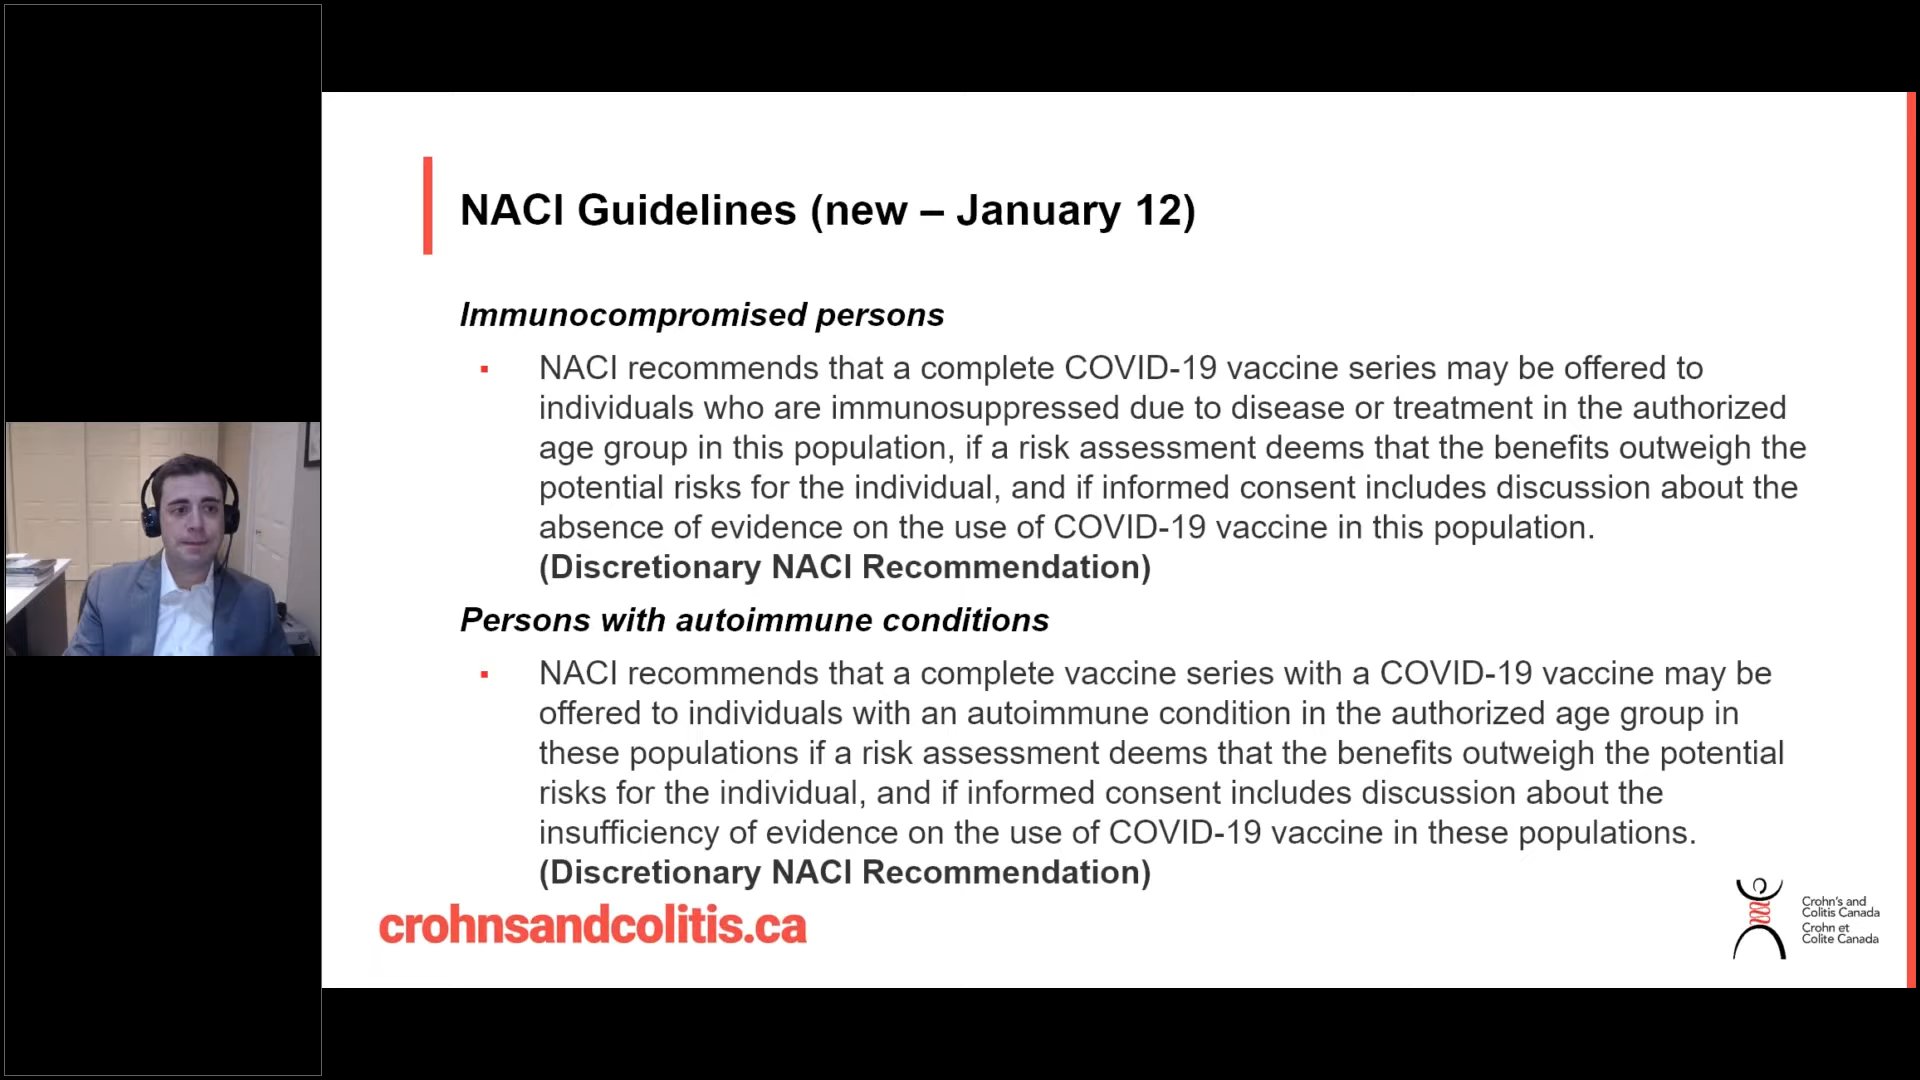 NACI Guidelines (new – January 12)
Immunocompromised persons
▪ NACI recommends that a complete COVID-19 vaccine series may be offered to
individuals who are immunosuppressed due to disease or treatment in the authorized
age group in this population, if a risk assessment deems that the benefits outweigh the
potential risks for the individual, and if informed consent includes discussion about the
absence of evidence on the use of COVID-19 vaccine in this population.
(Discretionary NACI Recommendation)
Persons with autoimmune conditions
▪ NACI recommends that a complete vaccine series with a COVID-19 vaccine may be
offered to individuals with an autoimmune condition in the authorized age group in
these populations if a risk assessment deems that the benefits outweigh the potential
risks for the individual, and if informed consent includes discussion about the
insufficiency of evidence on the use of COVID-19 vaccine in these populations.
(Discretionary NACI Recommendation)
crohnsandcolitis.ca
Crohn's and
Colitis Canada
Crohn et
Colite Canada